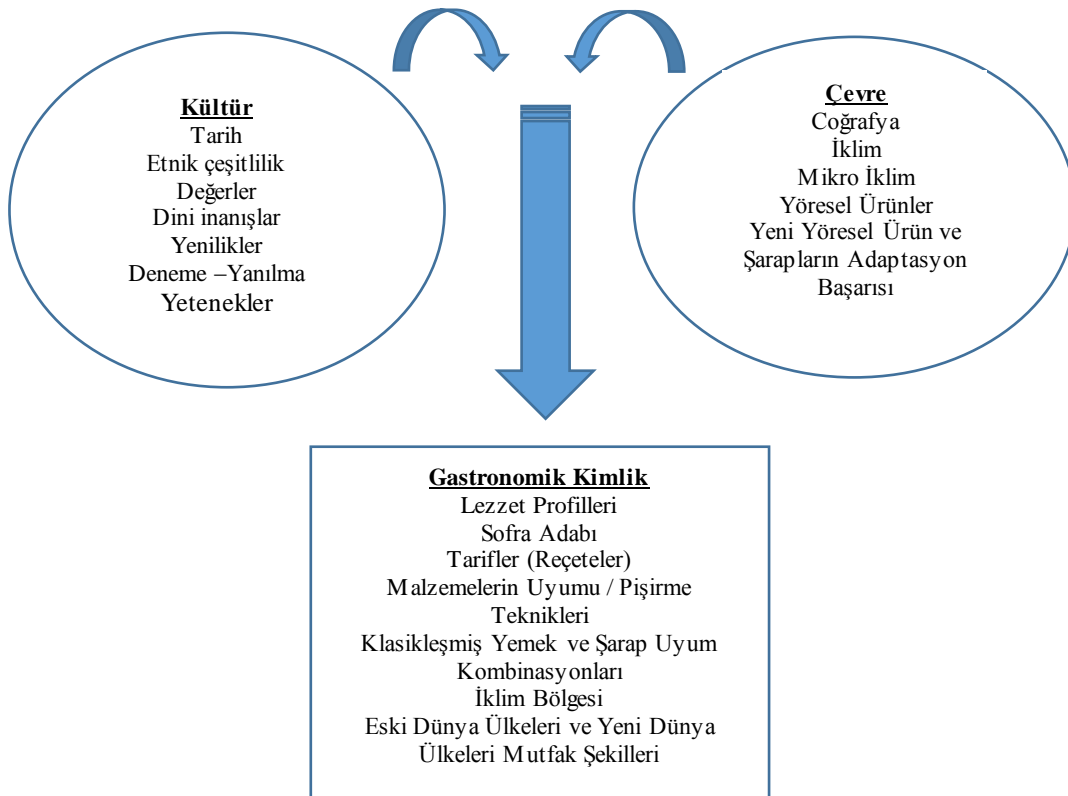 Kültür
Tarih
Etnik çeşitlilik
Değerler
Dini inanışlar
Yenilikler
Deneme –Yanılma
Yetenekler
Çevre
Coğrafya
İklim
Mikro İklim
Yöresel Ürünler
Yeni Yöresel Ürün ve
Şarapların Adaptasyon
Başarısı
Gastronomik Kimlik
Lezzet Profilleri
Sofra Adabı
Tarifler (Reçeteler)
Malzemelerin Uyumu / Pişirme
Teknikleri
Klasikleşmiş Yemek ve Şarap Uyum
Kombinasyonları
İklim Bölgesi
Eski Dünya Ülkeleri ve Yeni Dünya
Ülkeleri Mutfak Şekilleri